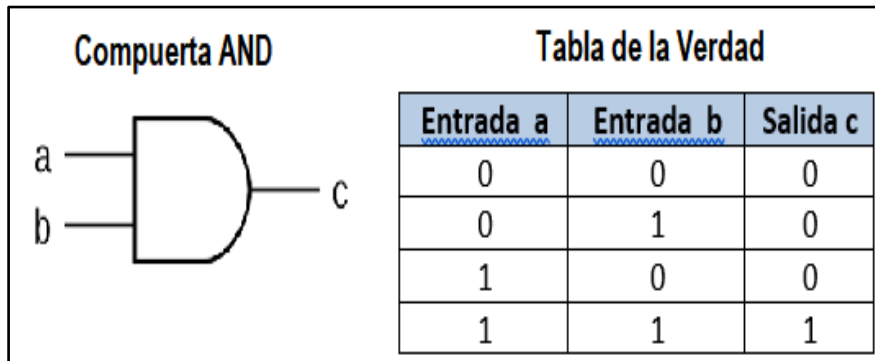 Compuerta AND
a
b
c
Tabla de la Verdad
Entrada a Entrada b Salida c
0 0 0
0 1 0
1 0 0
1 1 1